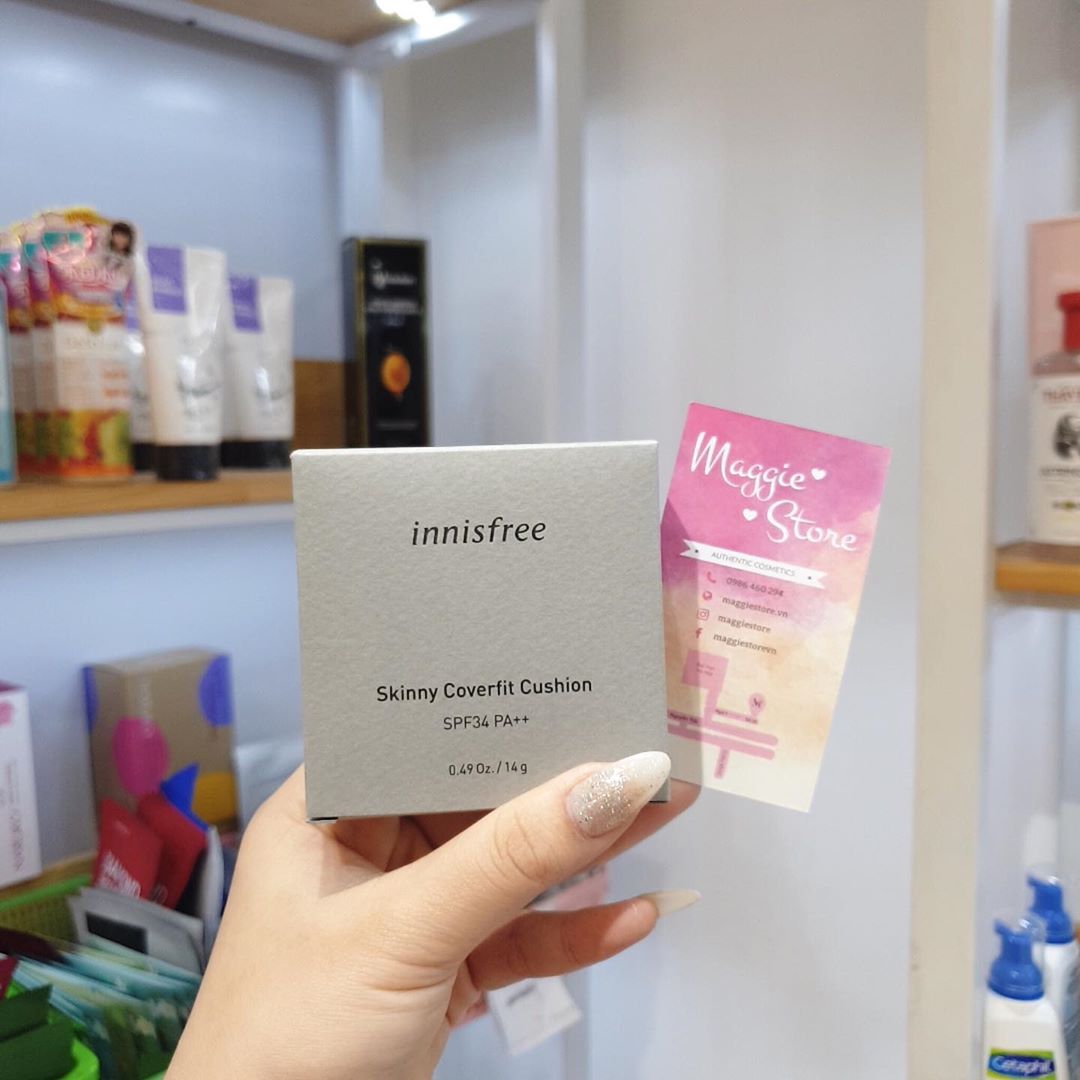 innisfree
Skinny Coverfit Cushion
SPF34 PA++
0.49 Oz. / 14 g
Maggie
Store
AUTHENTIC COSMETICS
0986 460 294
maggiestore.vn
maggiestore
maggiestorevn
Cetaphil